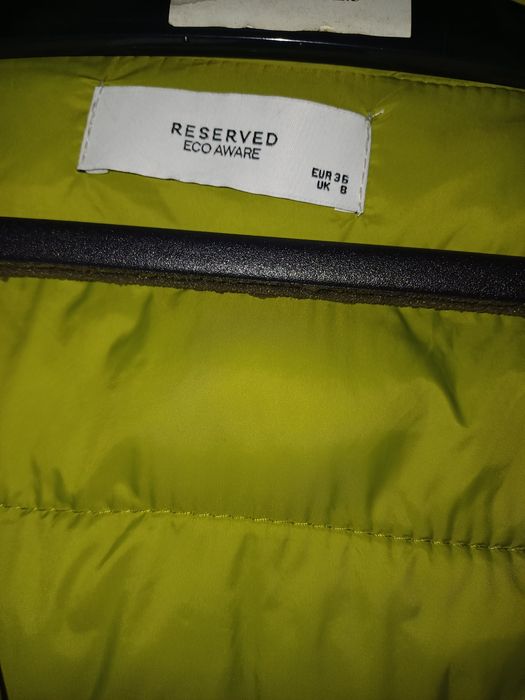 RESERVED
ECO AWARE
EUR 36
UK 8